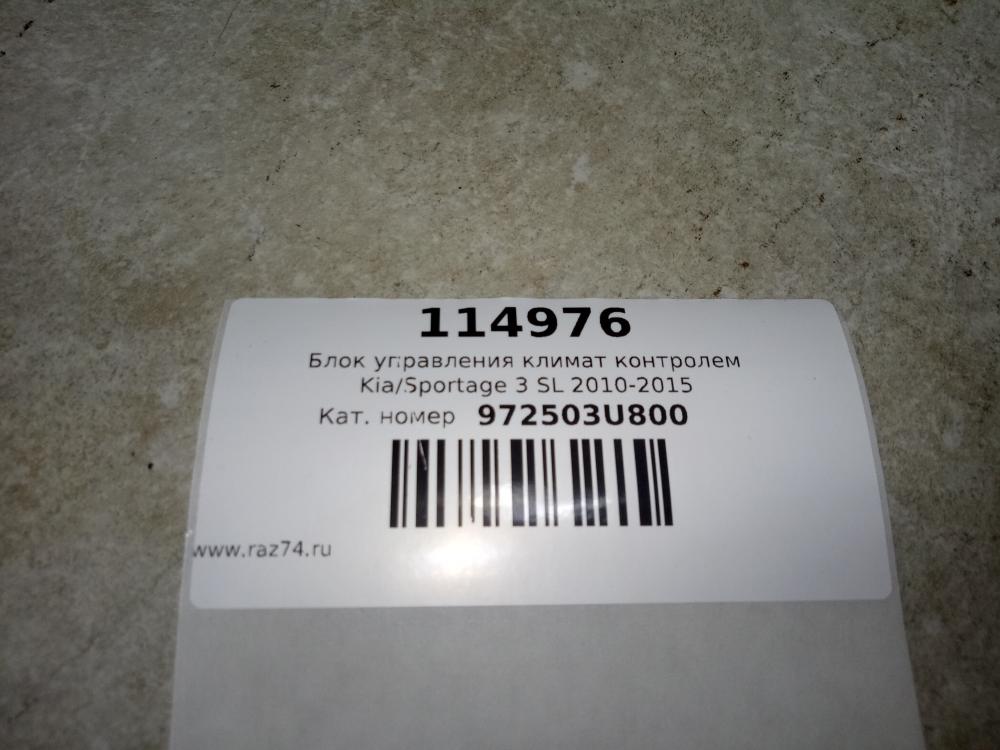 114976
Блок управления климат контролем
Kia/Sportage 3 SL 2010-2015
Кат. номер 972503U800
www.raz74.ru